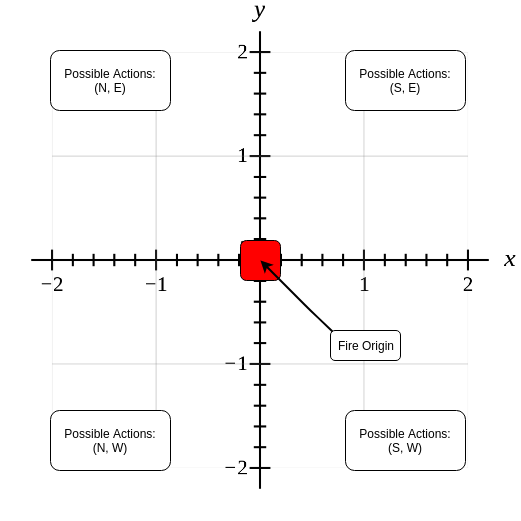 y
2
Possible Actions:
(N, E)
Possible Actions:
(S, E)
1
−2
−1
1
2
x
Fire Origin
−1
Possible Actions:
(N, W)
Possible Actions:
(S, W)
−2